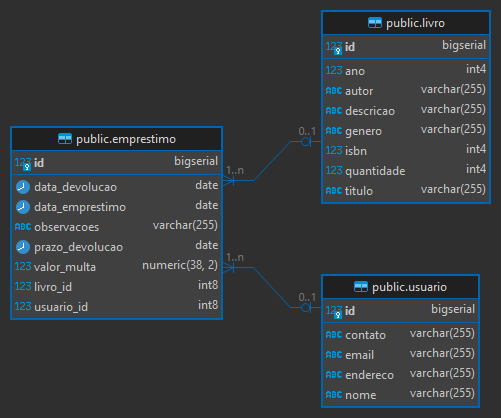 public.livro
123 id bigserial
123 ano int4
ABC autor varchar(255)
ABC descricao varchar(255)
ABC genero varchar(255)
123 isbn int4
123 quantidade int4
ABC titulo varchar(255)
0..1
1..n
public.emprestimo
123 id bigserial
data_devolucao date
data_emprestimo date
ABC observacoes varchar(255)
prazo_devolucao date
123 valor_multa numeric(38, 2)
123 livro_id int8
123 usuario_id int8
1..n
0..1
public.usuario
123 id bigserial
ABC contato varchar(255)
ABC email varchar(255)
ABC endereco varchar(255)
ABC nome varchar(255)